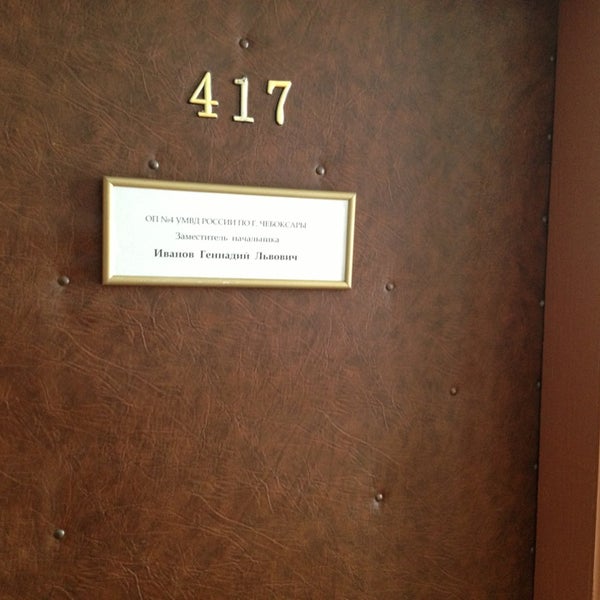 417
ОП №4 УМВД РОССИИ ПО Г. ЧЕБОКСАРЫ
Заместитель начальника
Иванов Геннадий Львович